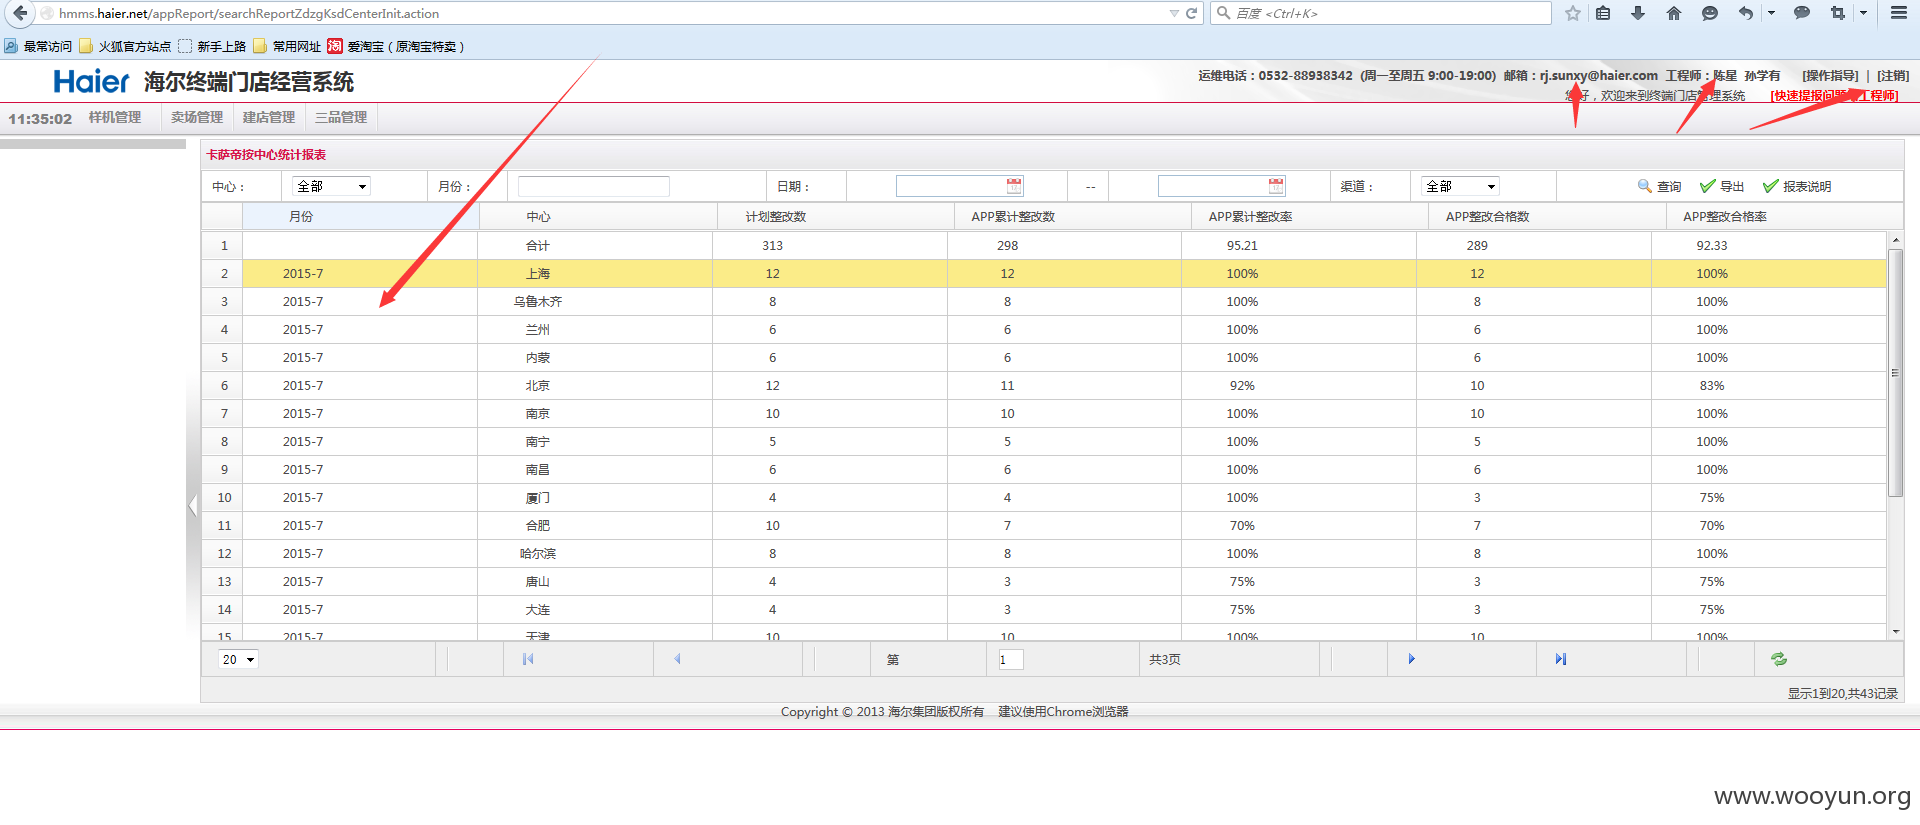 hmms.haier.net/appReport/searchReportZdzgKsdCenterInit.action
百度 <Ctrl+K>
最常访问 火狐官方站点 新手上路 常用网址 淘 爱淘宝（原淘宝特卖）
Haier 海尔终端门店经营系统
运维电话：0532-88938342 (周一至周五 9:00-19:00) 邮箱：rj.sunxy@haier.com 工程师：陈星 孙学有 [操作指导] | [注销]
您好，欢迎来到终端门店管理系统 [快速提报问题 工程师]
11:35:02 样机管理 卖场管理 建店管理 三品管理
卡萨帝按中心统计报表
中心： 全部 月份： 日期： -- 渠道： 全部 查询 导出 报表说明
月份 中心 计划整改数 APP累计整改数 APP累计整改率 APP整改合格数 APP整改合格率
1 合计 313 298 95.21 289 92.33
2 2015-7 上海 12 12 100% 12 100%
3 2015-7 乌鲁木齐 8 8 100% 8 100%
4 2015-7 兰州 6 6 100% 6 100%
5 2015-7 内蒙 6 6 100% 6 100%
6 2015-7 北京 12 11 92% 10 83%
7 2015-7 南京 10 10 100% 10 100%
8 2015-7 南宁 5 5 100% 5 100%
9 2015-7 南昌 6 6 100% 6 100%
10 2015-7 厦门 4 4 100% 3 75%
11 2015-7 合肥 10 7 70% 7 70%
12 2015-7 哈尔滨 8 8 100% 8 100%
13 2015-7 唐山 4 3 75% 3 75%
14 2015-7 大连 4 3 75% 3 75%
15 2015-7 天津 10 10 100% 10 100%
20 第 1 共3页
显示1到20,共43记录
Copyright © 2013 海尔集团版权所有 建议使用Chrome浏览器
www.wooyun.org